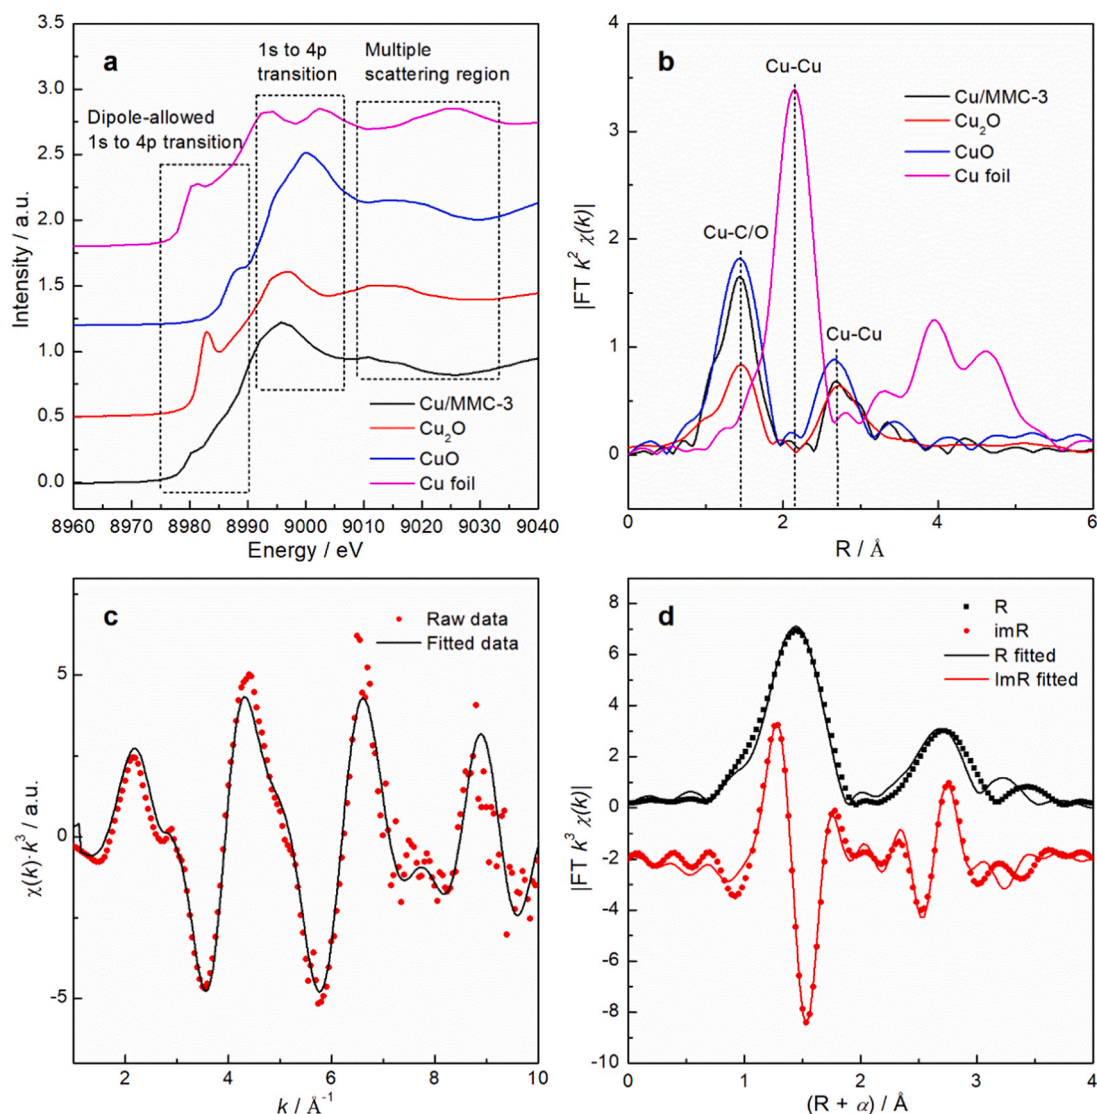 a
1s to 4p
transition
Multiple
scattering region
Dipole-allowed
1s to 4p transition
3.5
3.0
2.5
2.0
1.5
1.0
0.5
0.0
Intensity / a.u.
Cu/MMC-3
Cu₂O
CuO
Cu foil
8960 8970 8980 8990 9000 9010 9020 9030 9040
Energy / eV
b
Cu-Cu
Cu-C/O
Cu-Cu
Cu/MMC-3
Cu₂O
CuO
Cu foil
4
3
2
1
0
|FT k² χ(k)|
0 2 4 6
R / Å
c
Raw data
Fitted data
5
0
-5
χ(k)·k³ / a.u.
2 4 6 8 10
k / Å⁻¹
d
R
imR
R fitted
ImR fitted
8
6
4
2
0
-2
-4
-6
-8
-10
|FT k³ χ(k)|
0 1 2 3 4
(R + α) / Å